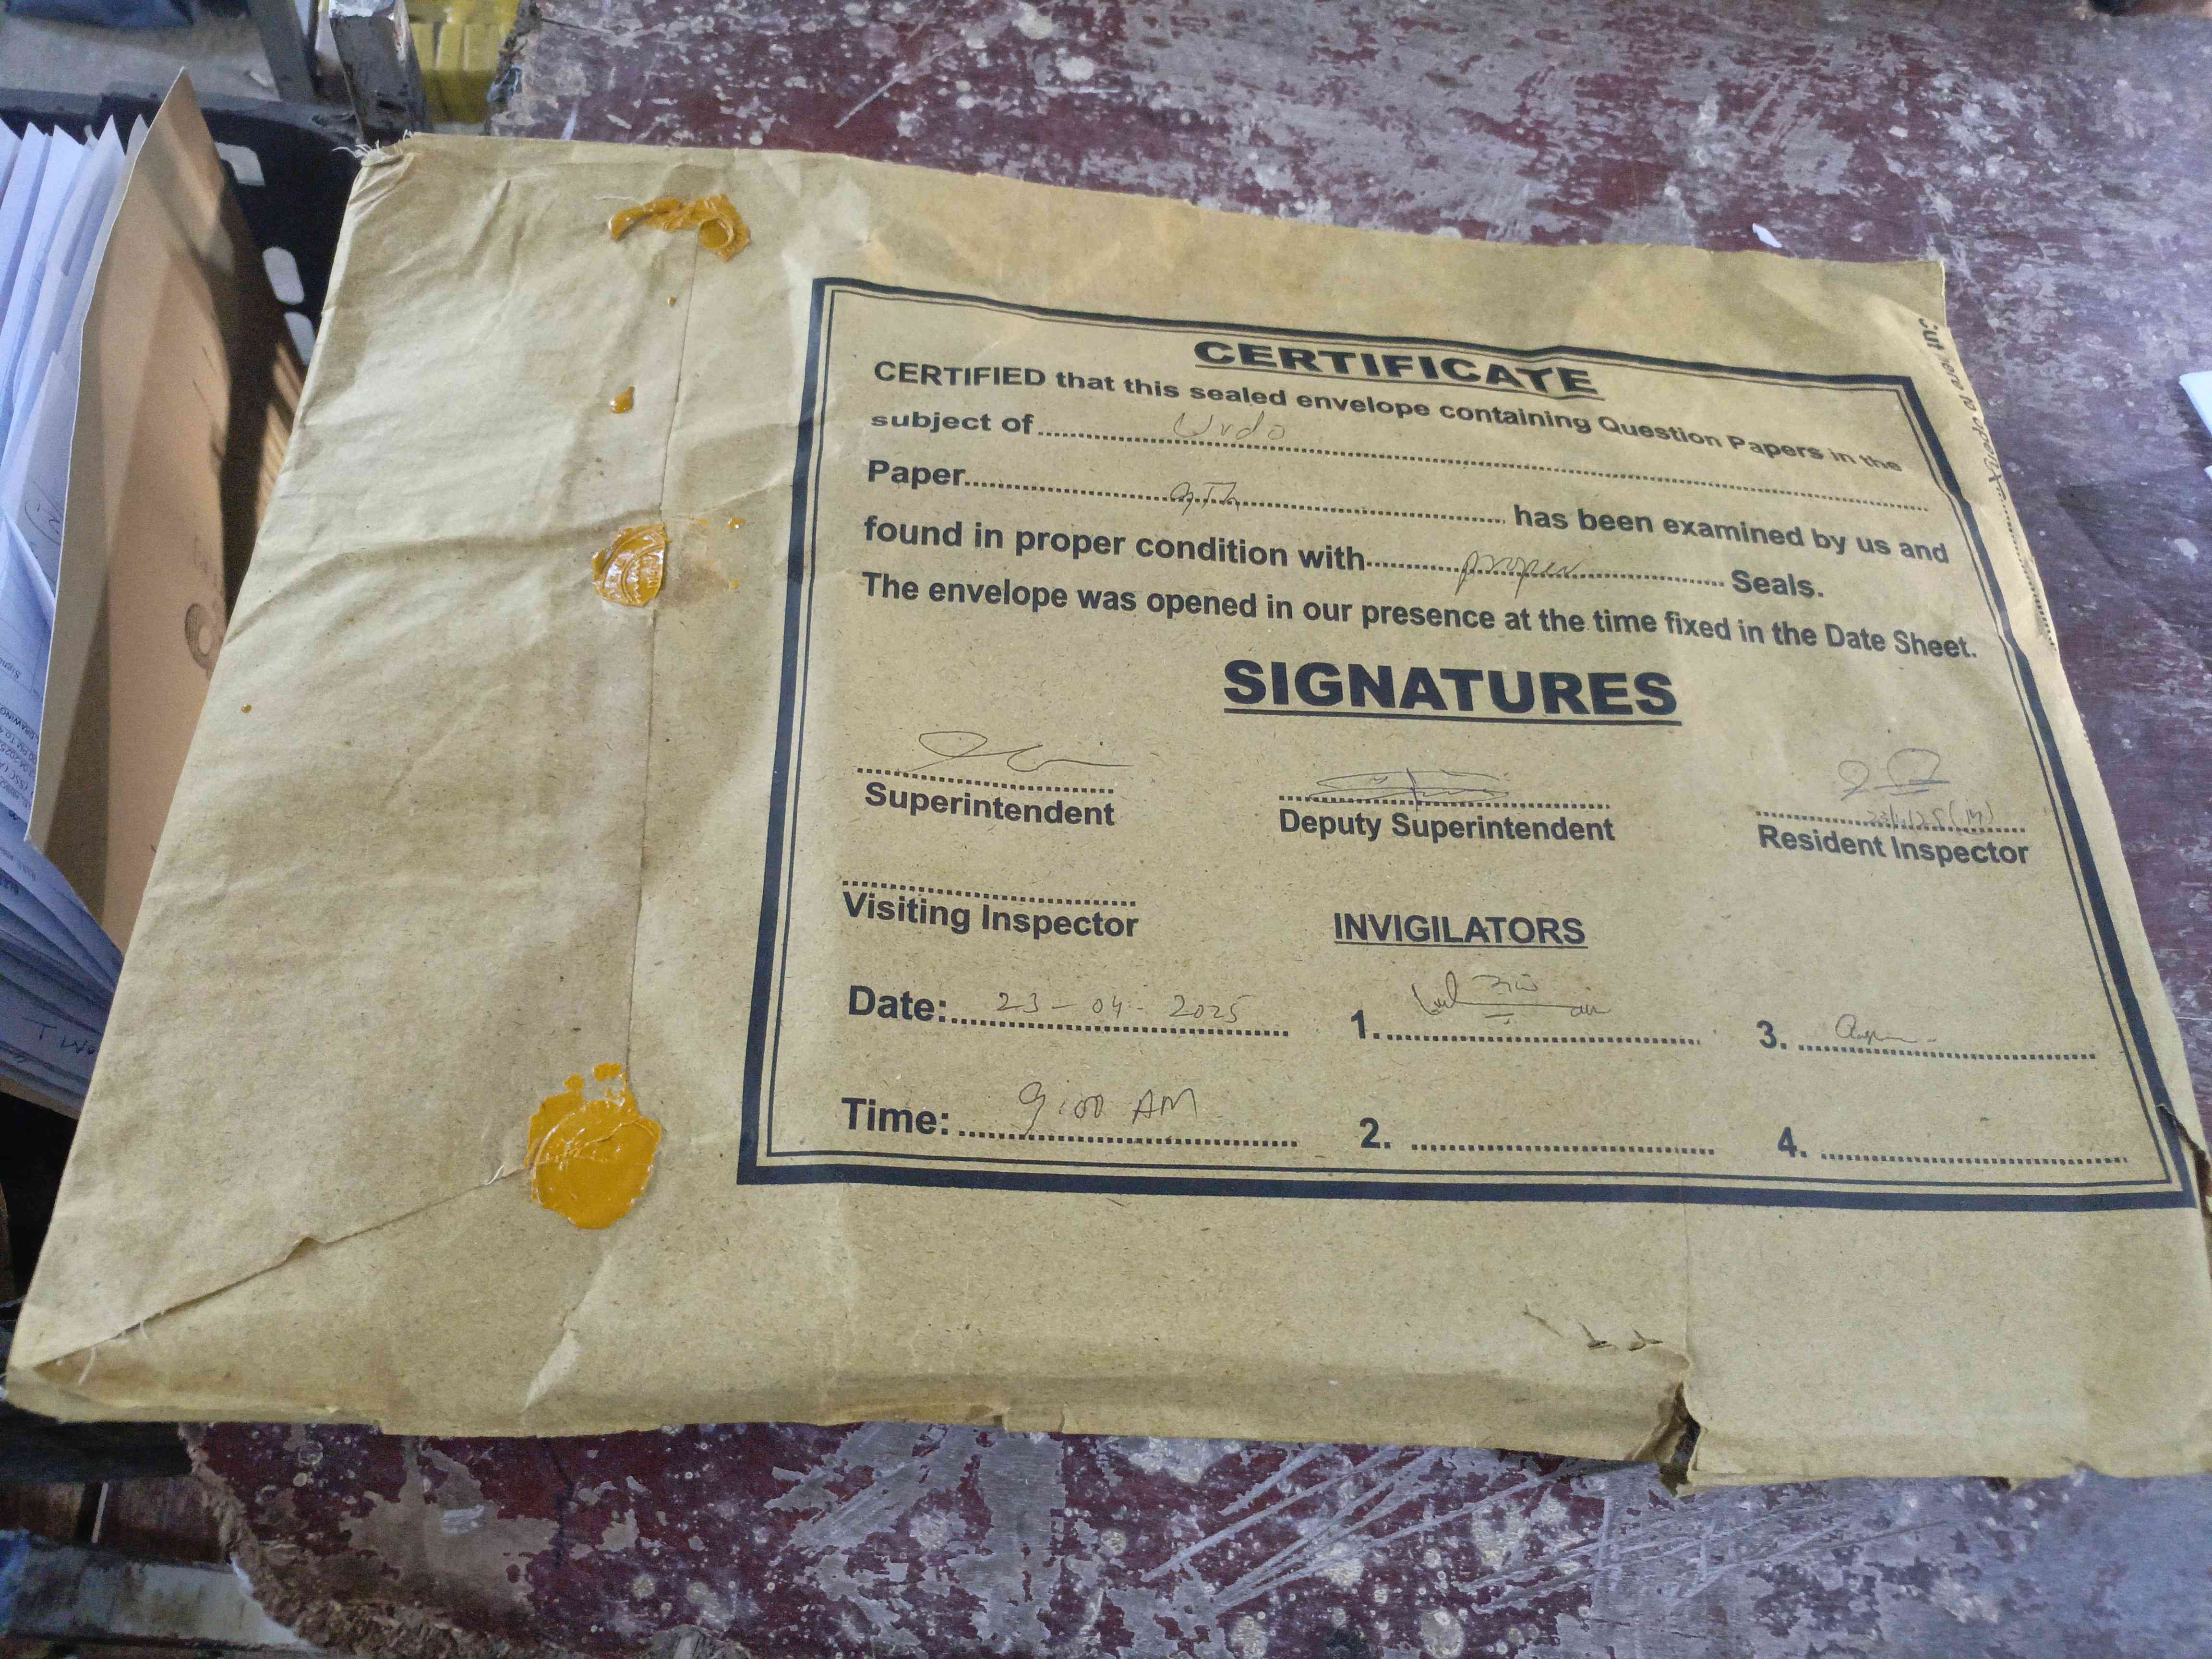 CERTIFICATE
CERTIFIED that this sealed envelope containing Question Papers in the
subject of Urdo
Paper 9Th has been examined by us and
found in proper condition with proper Seals.
The envelope was opened in our presence at the time fixed in the Date Sheet.
SIGNATURES
Superintendent
Deputy Superintendent
Resident Inspector
Visiting Inspector
INVIGILATORS
Date: 23-04-2025
1.
3.
Time: 9:00 AM
2.
4.